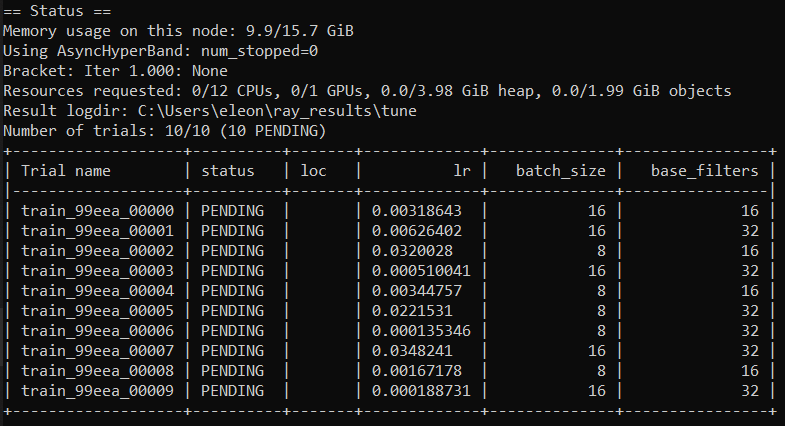 == Status ==
Memory usage on this node: 9.9/15.7 GiB
Using AsyncHyperBand: num_stopped=0
Bracket: Iter 1.000: None
Resources requested: 0/12 CPUs, 0/1 GPUs, 0.0/3.98 GiB heap, 0.0/1.99 GiB objects
Result logdir: C:\Users\eleon\ray_results\tune
Number of trials: 10/10 (10 PENDING)
+-------------------+----------+-------+-------------+--------------+----------------+
| Trial name        | status   | loc   |          lr |   batch_size |   base_filters |
|-------------------+----------+-------+-------------+--------------+----------------|
| train_99eea_00000 | PENDING  |       | 0.00318643  |           16 |             16 |
| train_99eea_00001 | PENDING  |       | 0.00626402  |           16 |             32 |
| train_99eea_00002 | PENDING  |       | 0.0320028   |            8 |             16 |
| train_99eea_00003 | PENDING  |       | 0.000510041 |           16 |             32 |
| train_99eea_00004 | PENDING  |       | 0.00344757  |            8 |             16 |
| train_99eea_00005 | PENDING  |       | 0.0221531   |            8 |             32 |
| train_99eea_00006 | PENDING  |       | 0.000135346 |            8 |             32 |
| train_99eea_00007 | PENDING  |       | 0.0348241   |           16 |             32 |
| train_99eea_00008 | PENDING  |       | 0.00167178  |            8 |             16 |
| train_99eea_00009 | PENDING  |       | 0.000188731 |           16 |             32 |
+-------------------+----------+-------+-------------+--------------+----------------+